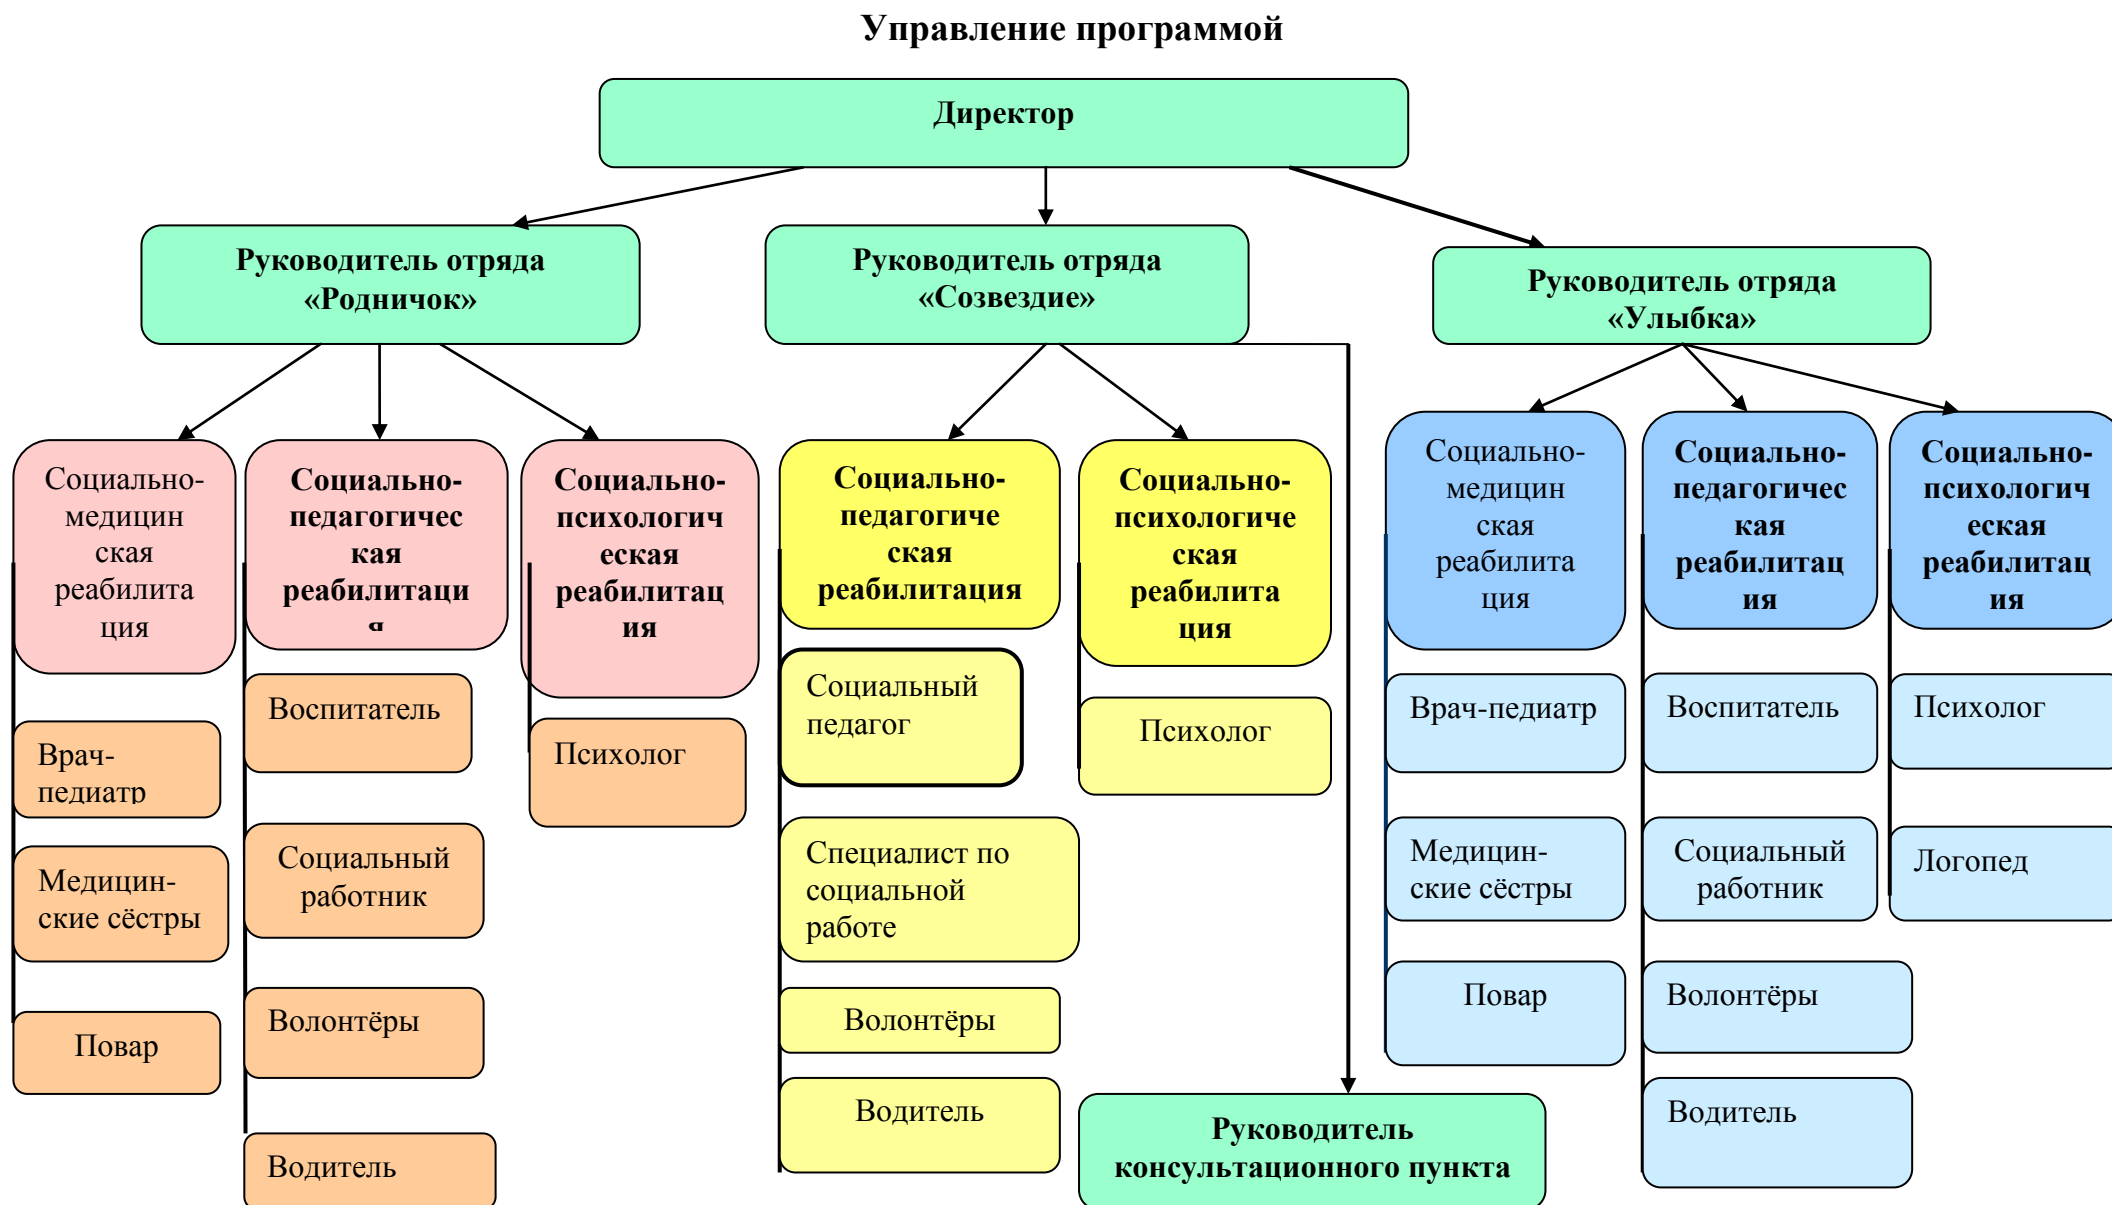 Управление программой
Директор
Руководитель отряда
«Родничок»
Руководитель отряда
«Созвездие»
Руководитель отряда
«Улыбка»
Социально-
медицин
ская
реабилита
ция
Социально-
педагогичес
кая
реабилитаци
я
Социально-
психологич
еская
реабилитац
ия
Социально-
педагогиче
ская
реабилитация
Социально-
психологиче
ская
реабилита
ция
Социально-
медицин
ская
реабилита
ция
Социально-
педагогичес
кая
реабилитац
ия
Социально-
психологич
еская
реабилитац
ия
Врач-
педиатр
Медицин-
ские сёстры
Повар
Воспитатель
Социальный
работник
Волонтёры
Водитель
Психолог
Социальный
педагог
Специалист по
социальной
работе
Волонтёры
Водитель
Психолог
Руководитель
консультационного пункта
Врач-педиатр
Медицин-
ские сёстры
Повар
Воспитатель
Социальный
работник
Волонтёры
Водитель
Психолог
Логопед